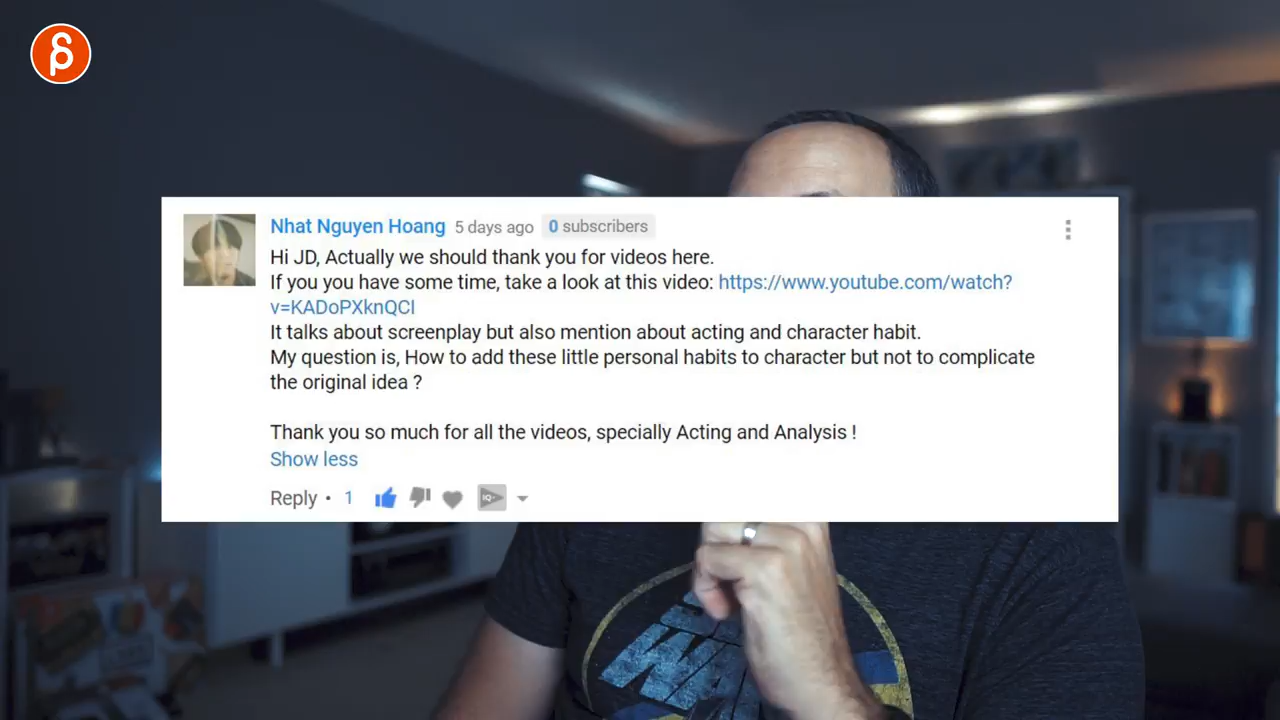 Nhat Nguyen Hoang 5 days ago 0 subscribers
Hi JD, Actually we should thank you for videos here.
If you you have some time, take a look at this video: https://www.youtube.com/watch?
v=KADoPXknQCI
It talks about screenplay but also mention about acting and character habit.
My question is, How to add these little personal habits to character but not to complicate
the original idea ?
Thank you so much for all the videos, specially Acting and Analysis !
Show less
Reply • 1 IQ